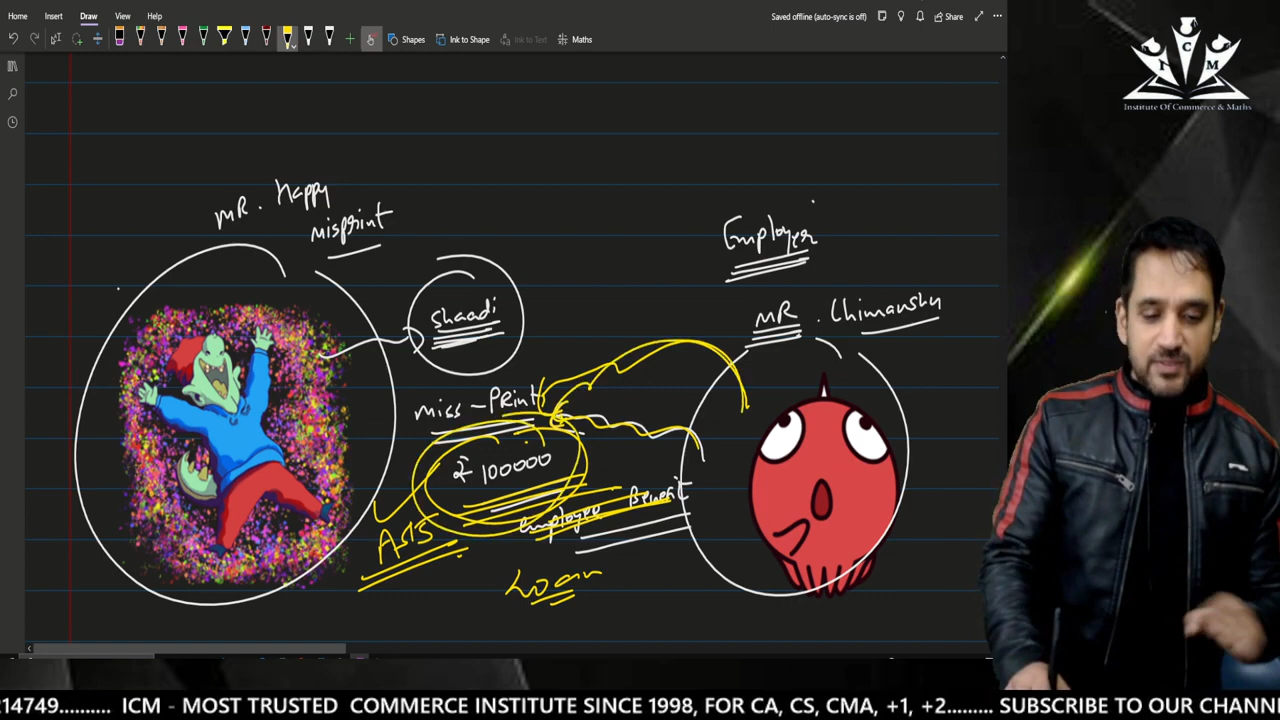 Home Insert Draw View Help
Saved offline (auto-sync is off) Share
Shapes Ink to Shape Ink to Text Maths
I C M
Institute Of Commerce & Maths
MR. Happy
misprint
Employer
Shaadi
MR. Chimanshu
miss-Print
₹ 100000
employee Benefit
AS15
Loan
214749.......... ICM - MOST TRUSTED COMMERCE INSTITUTE SINCE 1998, FOR CA, CS, CMA, +1, +2......... SUBSCRIBE TO OUR CHANN